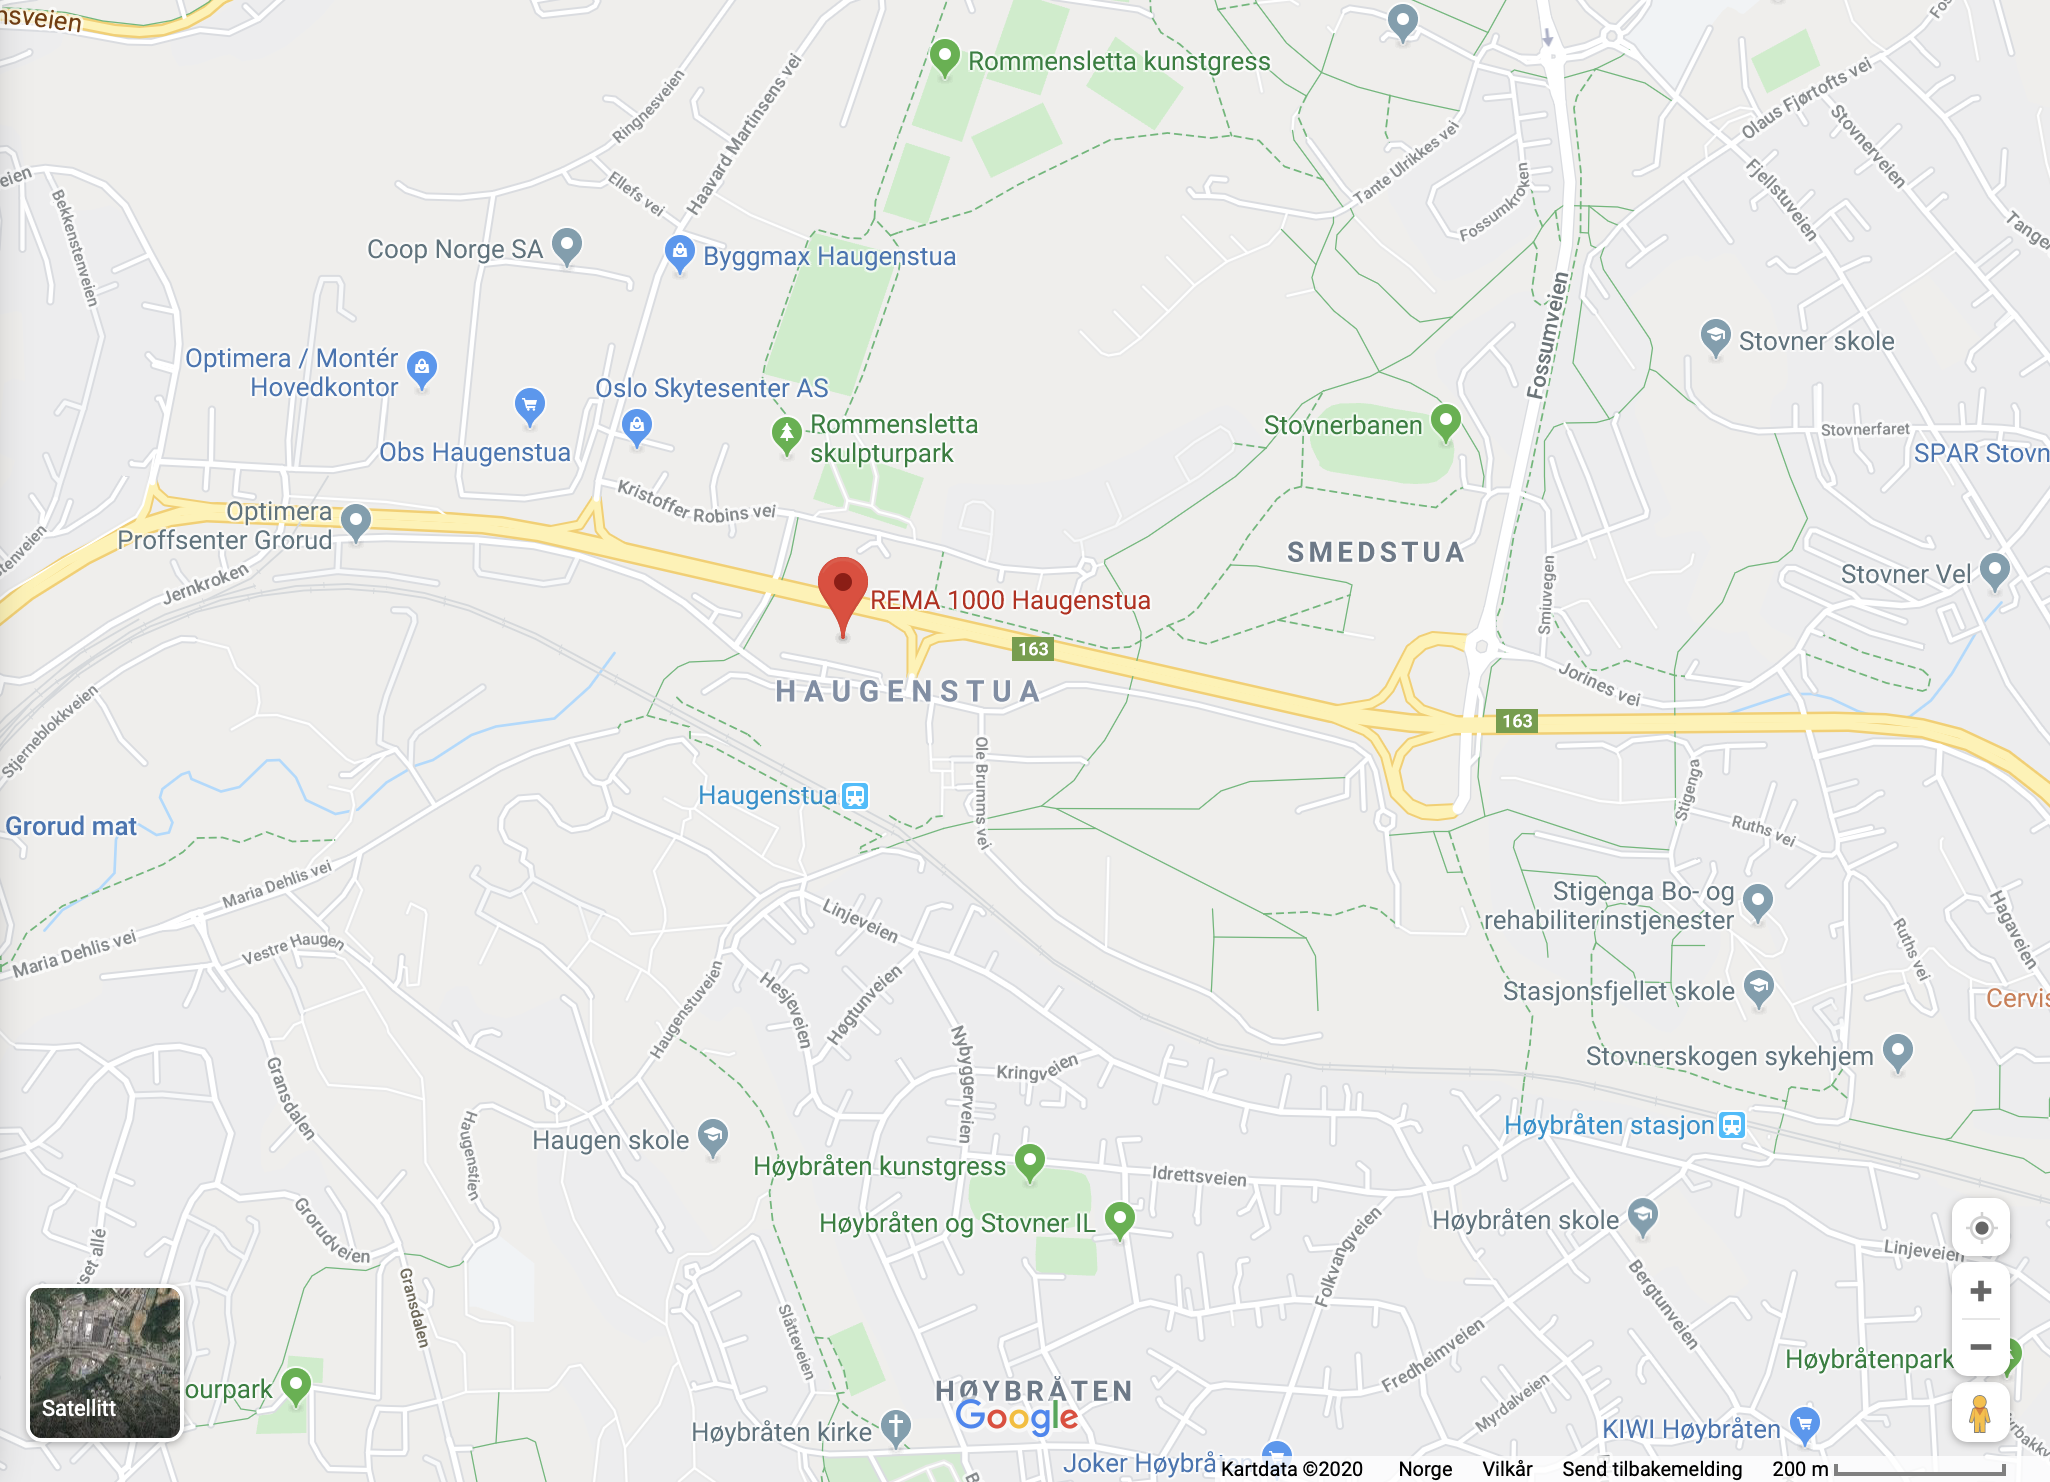 nsveien
Rommensletta kunstgress
Ringnesveien
Haavard Martinsens vei
Ellefs vei
Tante Ulrikkes vei
Fossumkroken
Olaus Fjørtofts vei
Stovnerveien
Fjellstuveien
Bekkenstenveien
eien
Coop Norge SA
Byggmax Haugenstua
Fossumveien
Stovner skole
Optimera / Montér
Hovedkontor
Oslo Skytesenter AS
Obs Haugenstua
Rommensletta
skulpturpark
Stovnerbanen
Stovnerfaret
SPAR Stovn
Kristoffer Robins vei
Optimera
Proffsenter Grorud
SMEDSTUA
Stovner Vel
Jernkroken
stenveien
Smiuvegen
REMA 1000 Haugenstua
163
HAUGENSTUA
Jorines vei
163
Stjerneblokkveien
Ole Brumms vei
Haugenstua
Stigenga
Ruths vei
Grorud mat
Maria Dehlis vei
Maria Dehlis vei
Vestre Haugen
Linjeveien
Stigenga Bo- og
rehabiliterinstjenester
Hagaveien
Ruths vei
Haugenstuveien
Hesjeveien
Høgtunveien
Stasjonsfjellet skole
Cervis
Nybyggerveien
Kringveien
Stovnerskogen sykehjem
Gransdalen
Haugenstien
Haugen skole
Høybråten stasjon
Høybråten kunstgress
Idrettsveien
Høybråten og Stovner IL
Høybråten skole
Grorudveien
Folkvangveien
Linjeveien
set allé
Gransdalen
Bergtunveien
Slåtteveien
Fredheimveien
Høybråtenpark
ourpark
Satellitt
HØYBRÅTEN
Google
Myrdalveien
Høybråten kirke
KIWI Høybråten
Joker Høybrå
Kartdata ©2020 Norge Vilkår Send tilbakemelding 200 m